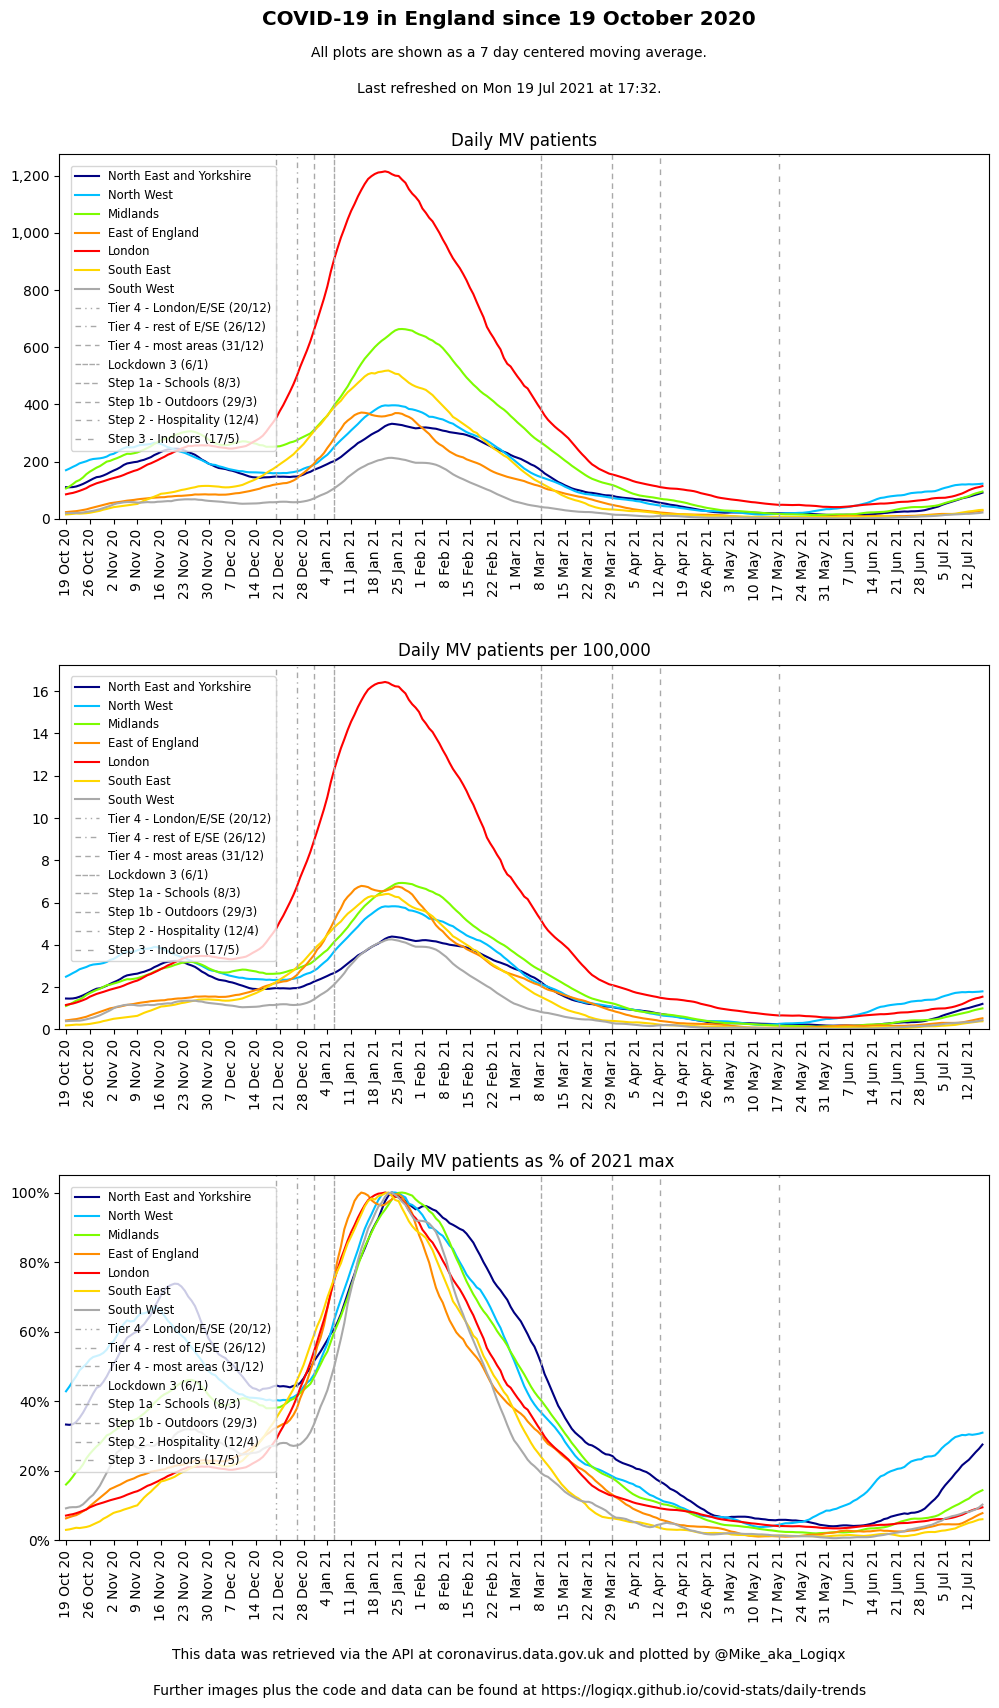 COVID-19 in England since 19 October 2020
All plots are shown as a 7 day centered moving average.
Last refreshed on Mon 19 Jul 2021 at 17:32.
Daily MV patients
1,200
1,000
800
600
400
200
0
North East and Yorkshire
North West
Midlands
East of England
London
South East
South West
Tier 4 - London/E/SE (20/12)
Tier 4 - rest of E/SE (26/12)
Tier 4 - most areas (31/12)
Lockdown 3 (6/1)
Step 1a - Schools (8/3)
Step 1b - Outdoors (29/3)
Step 2 - Hospitality (12/4)
Step 3 - Indoors (17/5)
19 Oct 20
26 Oct 20
2 Nov 20
9 Nov 20
16 Nov 20
23 Nov 20
30 Nov 20
7 Dec 20
14 Dec 20
21 Dec 20
28 Dec 20
4 Jan 21
11 Jan 21
18 Jan 21
25 Jan 21
1 Feb 21
8 Feb 21
15 Feb 21
22 Feb 21
1 Mar 21
8 Mar 21
15 Mar 21
22 Mar 21
29 Mar 21
5 Apr 21
12 Apr 21
19 Apr 21
26 Apr 21
3 May 21
10 May 21
17 May 21
24 May 21
31 May 21
7 Jun 21
14 Jun 21
21 Jun 21
28 Jun 21
5 Jul 21
12 Jul 21
Daily MV patients per 100,000
16
14
12
10
8
6
4
2
0
North East and Yorkshire
North West
Midlands
East of England
London
South East
South West
Tier 4 - London/E/SE (20/12)
Tier 4 - rest of E/SE (26/12)
Tier 4 - most areas (31/12)
Lockdown 3 (6/1)
Step 1a - Schools (8/3)
Step 1b - Outdoors (29/3)
Step 2 - Hospitality (12/4)
Step 3 - Indoors (17/5)
19 Oct 20
26 Oct 20
2 Nov 20
9 Nov 20
16 Nov 20
23 Nov 20
30 Nov 20
7 Dec 20
14 Dec 20
21 Dec 20
28 Dec 20
4 Jan 21
11 Jan 21
18 Jan 21
25 Jan 21
1 Feb 21
8 Feb 21
15 Feb 21
22 Feb 21
1 Mar 21
8 Mar 21
15 Mar 21
22 Mar 21
29 Mar 21
5 Apr 21
12 Apr 21
19 Apr 21
26 Apr 21
3 May 21
10 May 21
17 May 21
24 May 21
31 May 21
7 Jun 21
14 Jun 21
21 Jun 21
28 Jun 21
5 Jul 21
12 Jul 21
Daily MV patients as % of 2021 max
100%
80%
60%
40%
20%
0%
North East and Yorkshire
North West
Midlands
East of England
London
South East
South West
Tier 4 - London/E/SE (20/12)
Tier 4 - rest of E/SE (26/12)
Tier 4 - most areas (31/12)
Lockdown 3 (6/1)
Step 1a - Schools (8/3)
Step 1b - Outdoors (29/3)
Step 2 - Hospitality (12/4)
Step 3 - Indoors (17/5)
19 Oct 20
26 Oct 20
2 Nov 20
9 Nov 20
16 Nov 20
23 Nov 20
30 Nov 20
7 Dec 20
14 Dec 20
21 Dec 20
28 Dec 20
4 Jan 21
11 Jan 21
18 Jan 21
25 Jan 21
1 Feb 21
8 Feb 21
15 Feb 21
22 Feb 21
1 Mar 21
8 Mar 21
15 Mar 21
22 Mar 21
29 Mar 21
5 Apr 21
12 Apr 21
19 Apr 21
26 Apr 21
3 May 21
10 May 21
17 May 21
24 May 21
31 May 21
7 Jun 21
14 Jun 21
21 Jun 21
28 Jun 21
5 Jul 21
12 Jul 21
This data was retrieved via the API at coronavirus.data.gov.uk and plotted by @Mike_aka_Logiqx
Further images plus the code and data can be found at https://logiqx.github.io/covid-stats/daily-trends